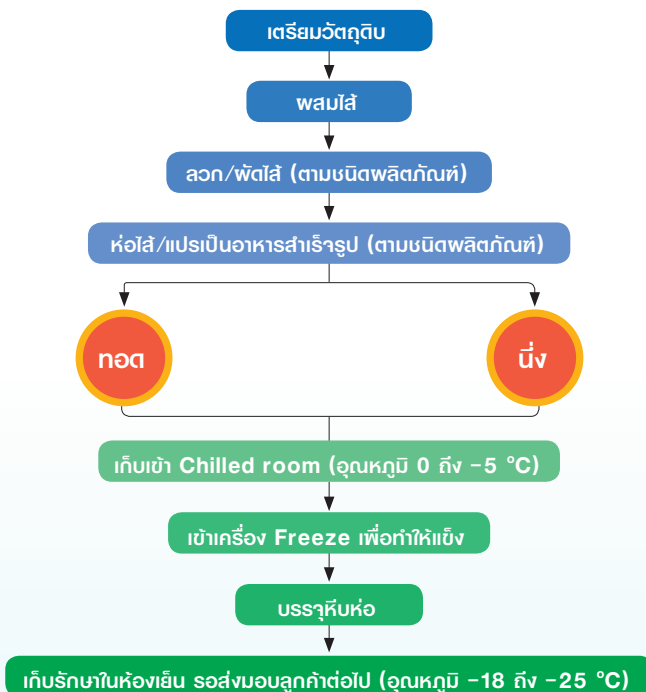 เตรียมวัตถุดิบ
ผสมไส้
ลวก/ผัดไส้ (ตามชนิดผลิตภัณฑ์)
ห่อไส้/แปรเป็นอาหารสำเร็จรูป (ตามชนิดผลิตภัณฑ์)
ทอด
นึ่ง
เก็บเข้า Chilled room (อุณหภูมิ 0 ถึง -5 °C)
เข้าเครื่อง Freeze เพื่อทำให้แข็ง
บรรจุหีบห่อ
เก็บรักษาในห้องเย็น รอส่งมอบลูกค้าต่อไป (อุณหภูมิ -18 ถึง -25 °C)